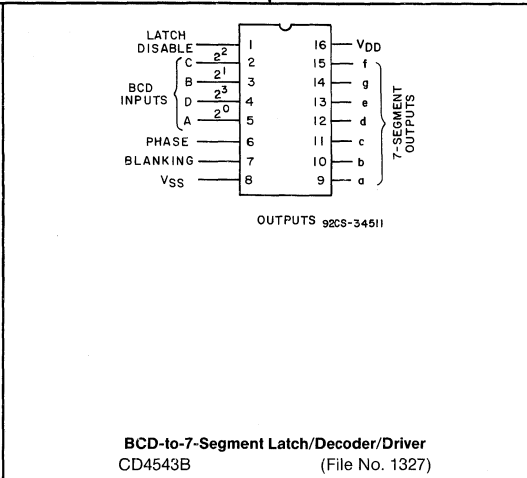 LATCH
DISABLE 1 16 VDD
C 2² 2 15 f
B 2¹ 3 14 g
BCD
INPUTS
D 2³ 4 13 e
A 2⁰ 5 12 d
PHASE 6 11 c
BLANKING 7 10 b
VSS 8 9 a
7-SEGMENT
OUTPUTS
OUTPUTS 92CS-34511
BCD-to-7-Segment Latch/Decoder/Driver
CD4543B (File No. 1327)